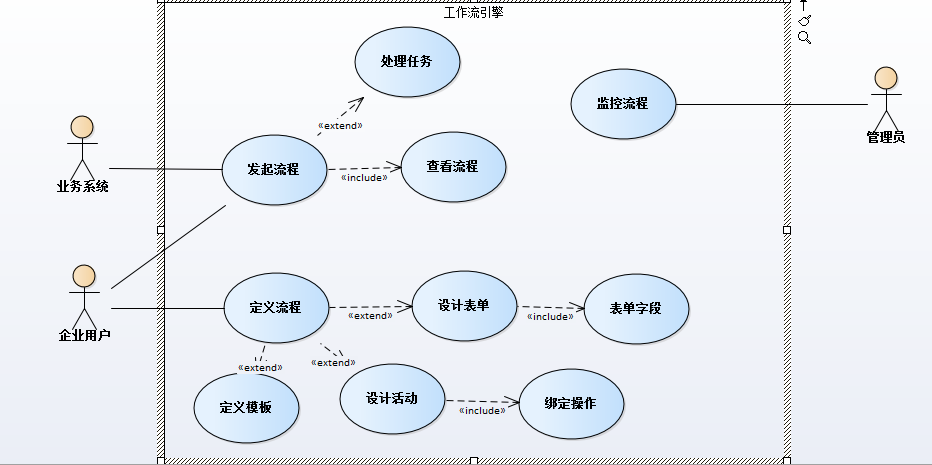 工作流引擎
处理任务
监控流程
管理员
«extend»
业务系统
发起流程
查看流程
«include»
企业用户
定义流程
设计表单
表单字段
«extend»
«include»
«extend»
«extend»
定义模板
设计活动
绑定操作
«include»